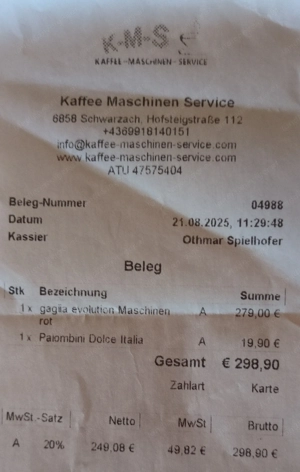 K-M-S
KAFFEE-MASCHINEN-SERVICE
Kaffee Maschinen Service
6858 Schwarzach, Hofsteigstraße 112
+4369918140151
info@kaffee-maschinen-service.com
www.kaffee-maschinen-service.com
ATU 47575404
Beleg-Nummer 04988
Datum 21.08.2025, 11:29:48
Kassier Othmar Spielhofer
Beleg
Stk Bezeichnung Summe
1 x gaggia evolution Maschinen A 279,00 €
rot
1 x Palombini Dolce Italia A 19,90 €
Gesamt € 298,90
Zahlart Karte
MwSt.-Satz Netto MwSt Brutto
A 20% 249,08 € 49,82 € 298,90 €